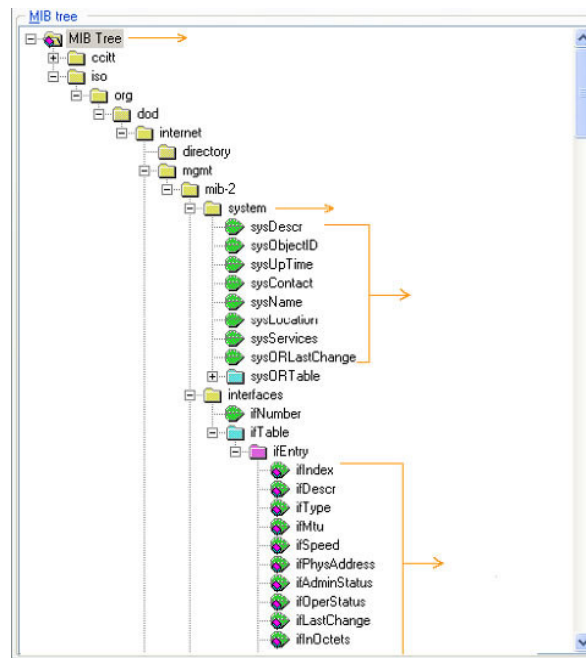 MIB tree
MIB Tree
ccitt
iso
org
dod
internet
directory
mgmt
mib-2
system
sysDescr
sysObjectID
sysUpTime
sysContact
sysName
sysLocation
sysServices
sysORLastChange
sysORTable
interfaces
ifNumber
ifTable
ifEntry
ifIndex
ifDescr
ifType
ifMtu
ifSpeed
ifPhysAddress
ifAdminStatus
ifOperStatus
ifLastChange
ifInOctets